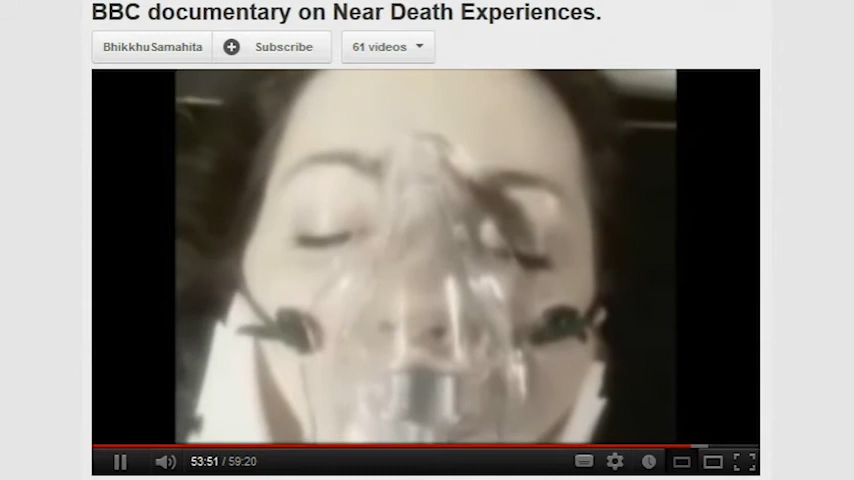 BBC documentary on Near Death Experiences.
BhikkhuSamahita Subscribe 61 videos
53:51 / 59:20